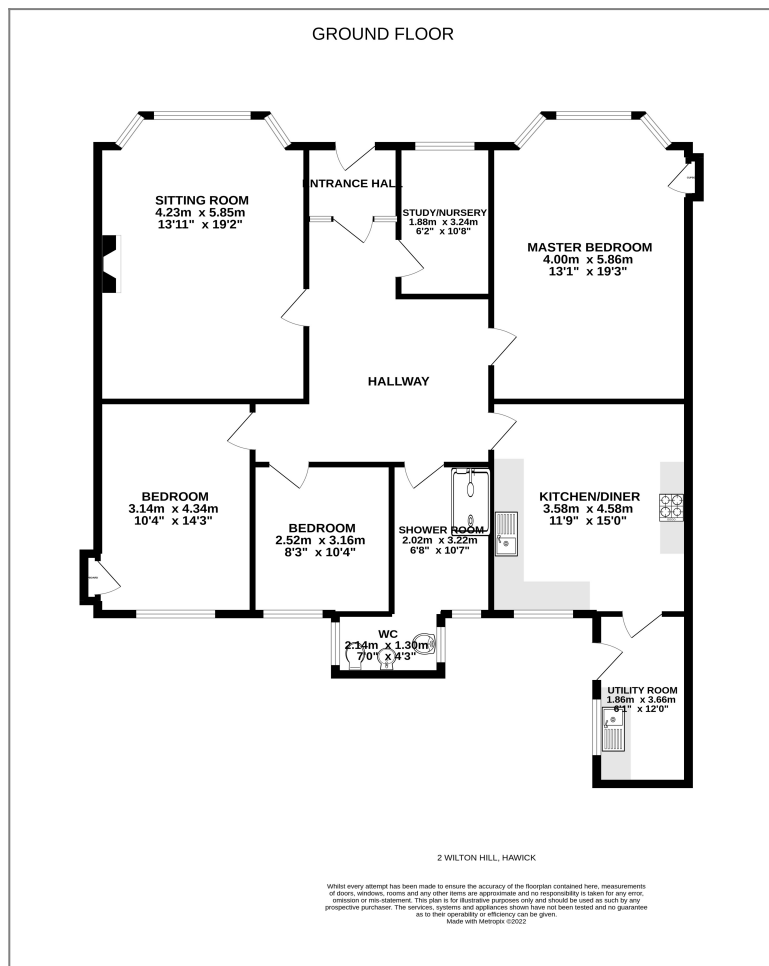 GROUND FLOOR
ENTRANCE HALL
SITTING ROOM
4.23m x 5.85m
13'11" x 19'2"
STUDY/NURSERY
1.88m x 3.24m
6'2" x 10'8"
MASTER BEDROOM
4.00m x 5.86m
13'1" x 19'3"
HALLWAY
BEDROOM
3.14m x 4.34m
10'4" x 14'3"
BEDROOM
2.52m x 3.16m
8'3" x 10'4"
SHOWER ROOM
2.02m x 3.22m
6'8" x 10'7"
KITCHEN/DINER
3.58m x 4.58m
11'9" x 15'0"
WC
2.14m x 1.30m
7'0" x 4'3"
UTILITY ROOM
1.86m x 3.66m
6'1" x 12'0"
2 WILTON HILL, HAWICK
Whilst every attempt has been made to ensure the accuracy of the floorplan contained here, measurements
of doors, windows, rooms and any other items are approximate and no responsibility is taken for any error,
omission or mis-statement. This plan is for illustrative purposes only and should be used as such by any
prospective purchaser. The services, systems and appliances shown have not been tested and no guarantee
as to their operability or efficiency can be given.
Made with Metropix ©2022